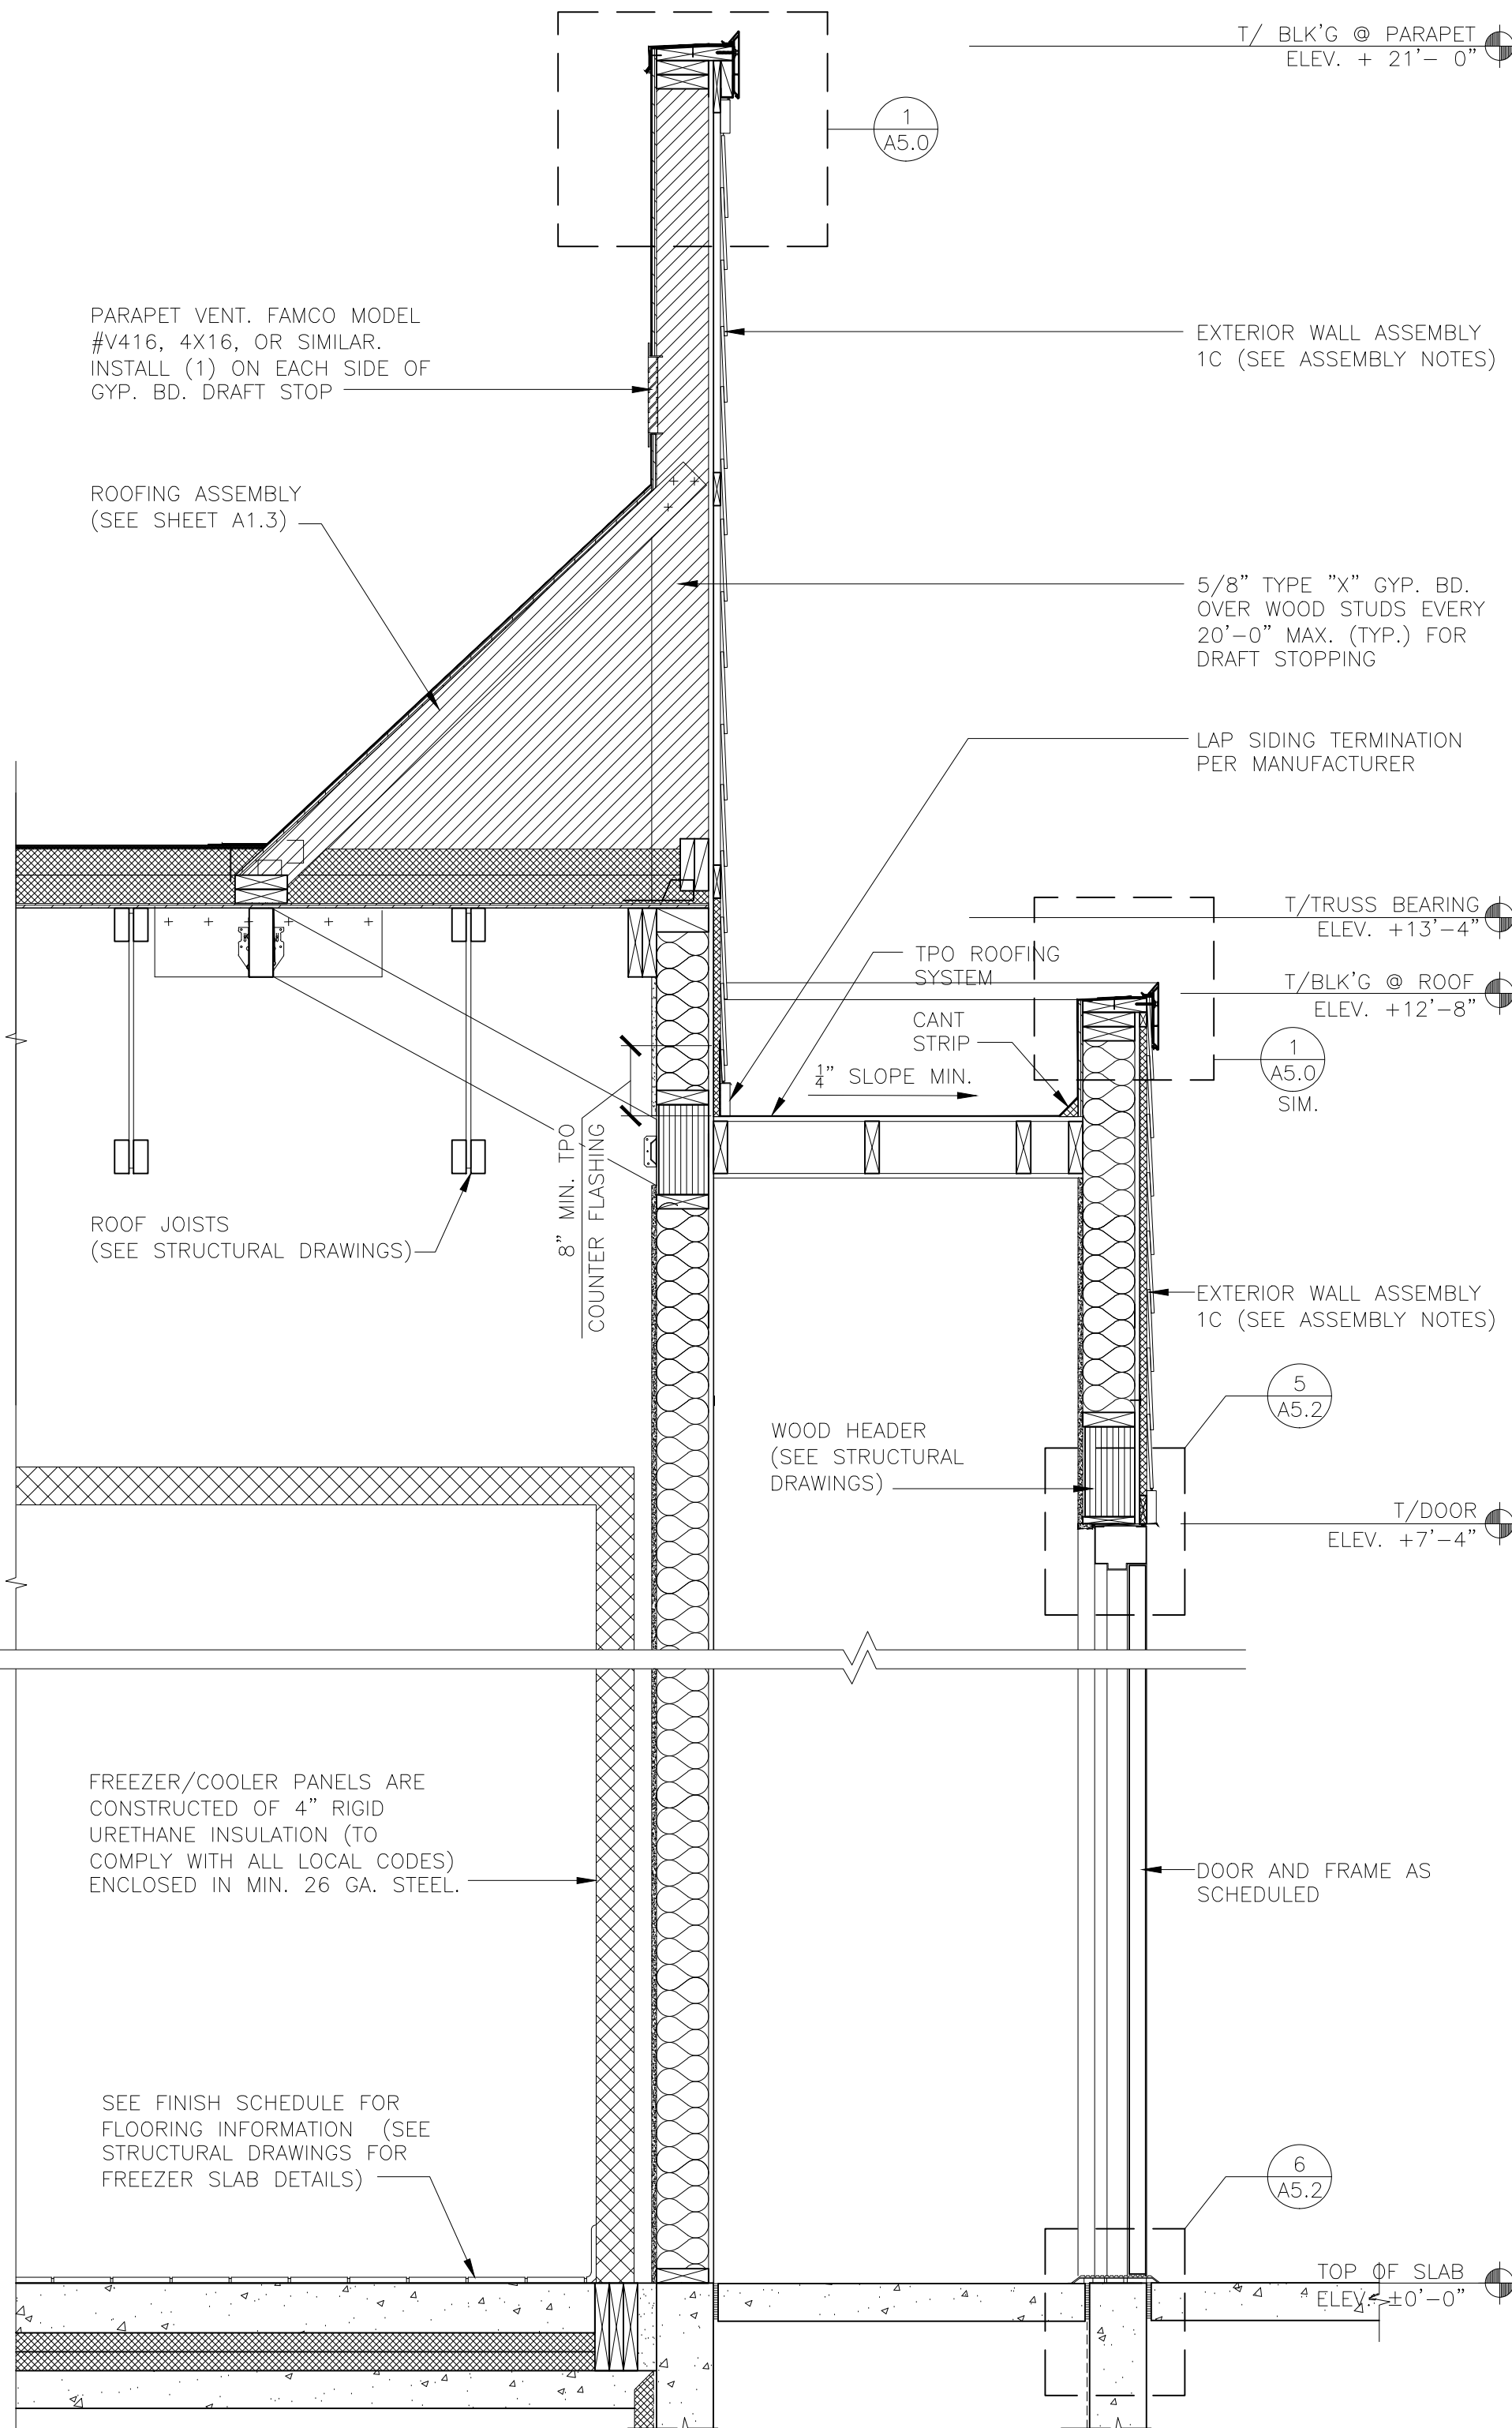 T/ BLK'G @ PARAPET
ELEV. + 21'- 0"
1
A5.0
PARAPET VENT. FAMCO MODEL
#V416, 4X16, OR SIMILAR.
INSTALL (1) ON EACH SIDE OF
GYP. BD. DRAFT STOP
EXTERIOR WALL ASSEMBLY
1C (SEE ASSEMBLY NOTES)
ROOFING ASSEMBLY
(SEE SHEET A1.3)
5/8" TYPE "X" GYP. BD.
OVER WOOD STUDS EVERY
20'-0" MAX. (TYP.) FOR
DRAFT STOPPING
LAP SIDING TERMINATION
PER MANUFACTURER
T/TRUSS BEARING
ELEV. +13'-4"
TPO ROOFING
SYSTEM
T/BLK'G @ ROOF
ELEV. +12'-8"
CANT
STRIP
1/4" SLOPE MIN.
1
A5.0
SIM.
8" MIN. TPO
COUNTER FLASHING
ROOF JOISTS
(SEE STRUCTURAL DRAWINGS)
EXTERIOR WALL ASSEMBLY
1C (SEE ASSEMBLY NOTES)
5
A5.2
WOOD HEADER
(SEE STRUCTURAL
DRAWINGS)
T/DOOR
ELEV. +7'-4"
FREEZER/COOLER PANELS ARE
CONSTRUCTED OF 4" RIGID
URETHANE INSULATION (TO
COMPLY WITH ALL LOCAL CODES)
ENCLOSED IN MIN. 26 GA. STEEL.
DOOR AND FRAME AS
SCHEDULED
SEE FINISH SCHEDULE FOR
FLOORING INFORMATION (SEE
STRUCTURAL DRAWINGS FOR
FREEZER SLAB DETAILS)
6
A5.2
TOP OF SLAB
ELEV. ±0'-0"